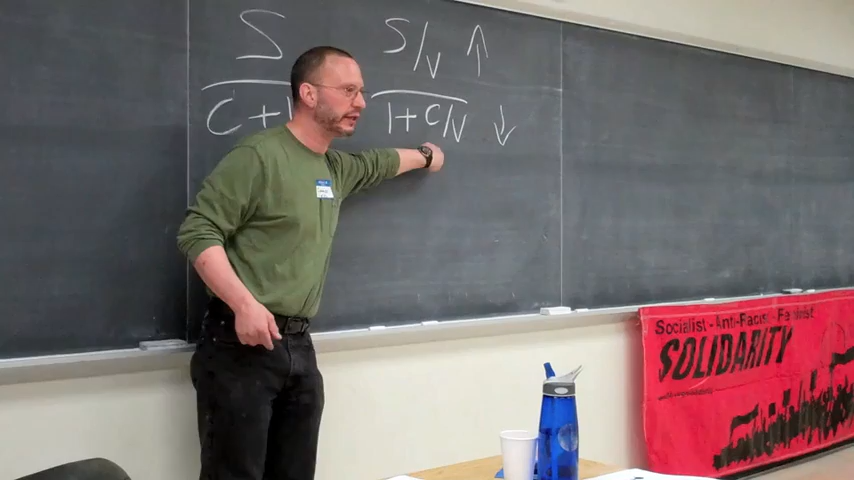 S S/V ↑
C + 1 + C/V ↓
Socialist - Anti-Racist - Feminist
SOLIDARITY